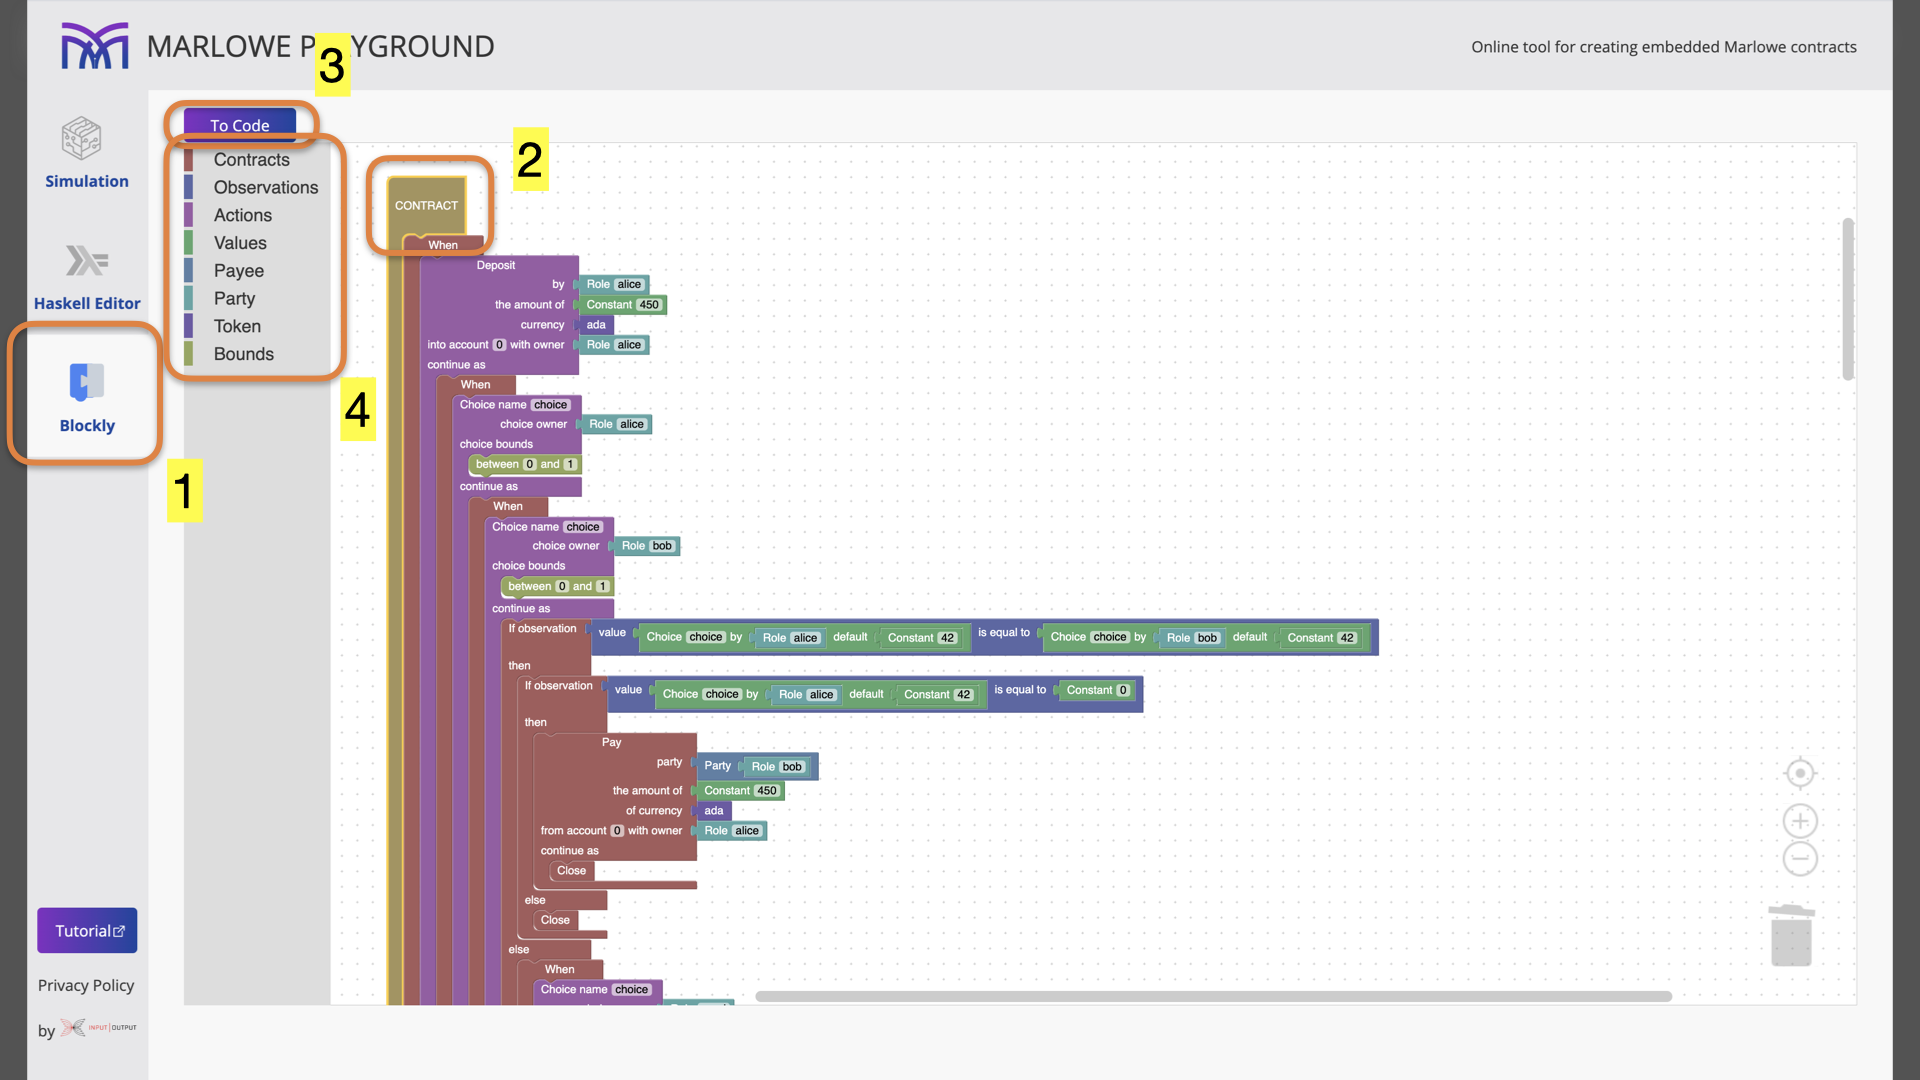 MARLOWE P YGROUND
Online tool for creating embedded Marlowe contracts
3
To Code
Contracts
Observations
Actions
Values
Payee
Party
Token
Bounds
Simulation
Haskell Editor
Blockly
1
2
4
CONTRACT
When
Deposit
by Role alice
the amount of Constant 450
currency ada
into account 0 with owner Role alice
continue as
When
Choice name choice
choice owner Role alice
choice bounds
between 0 and 1
continue as
When
Choice name choice
choice owner Role bob
choice bounds
between 0 and 1
continue as
If observation value Choice choice by Role alice default Constant 42 is equal to Choice choice by Role bob default Constant 42
then
If observation value Choice choice by Role alice default Constant 42 is equal to Constant 0
then
Pay
party Party Role bob
the amount of Constant 450
of currency ada
from account 0 with owner Role alice
continue as
Close
else
Close
else
When
Choice name choice
Tutorial
Privacy Policy
by INPUT | OUTPUT